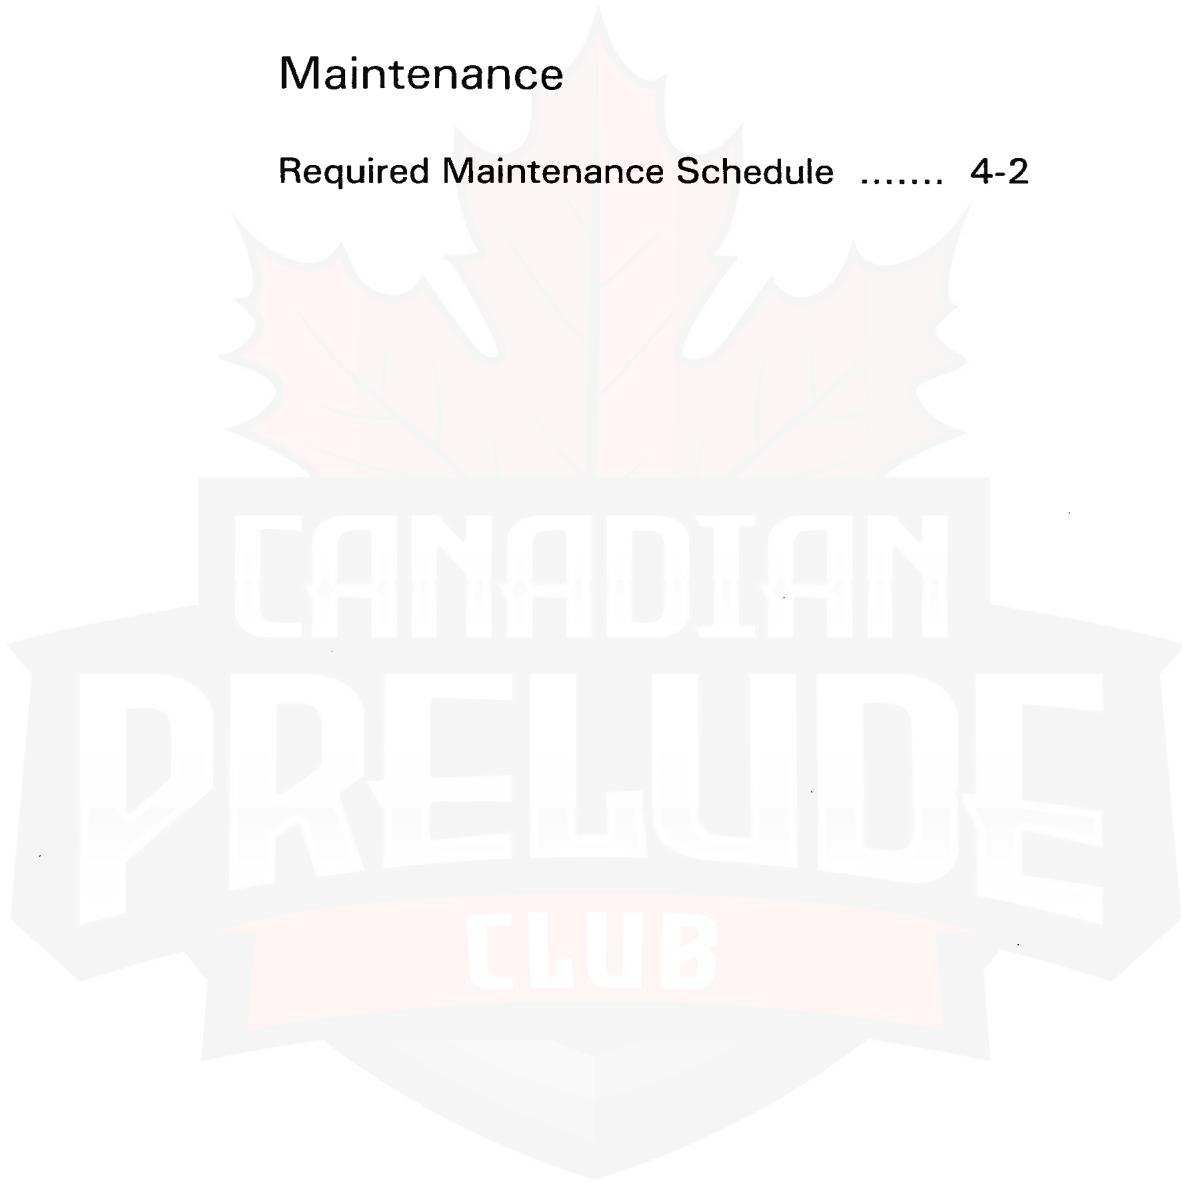 Maintenance
Required Maintenance Schedule ....... 4-2
CANADIAN
PRELUDE
CLUB